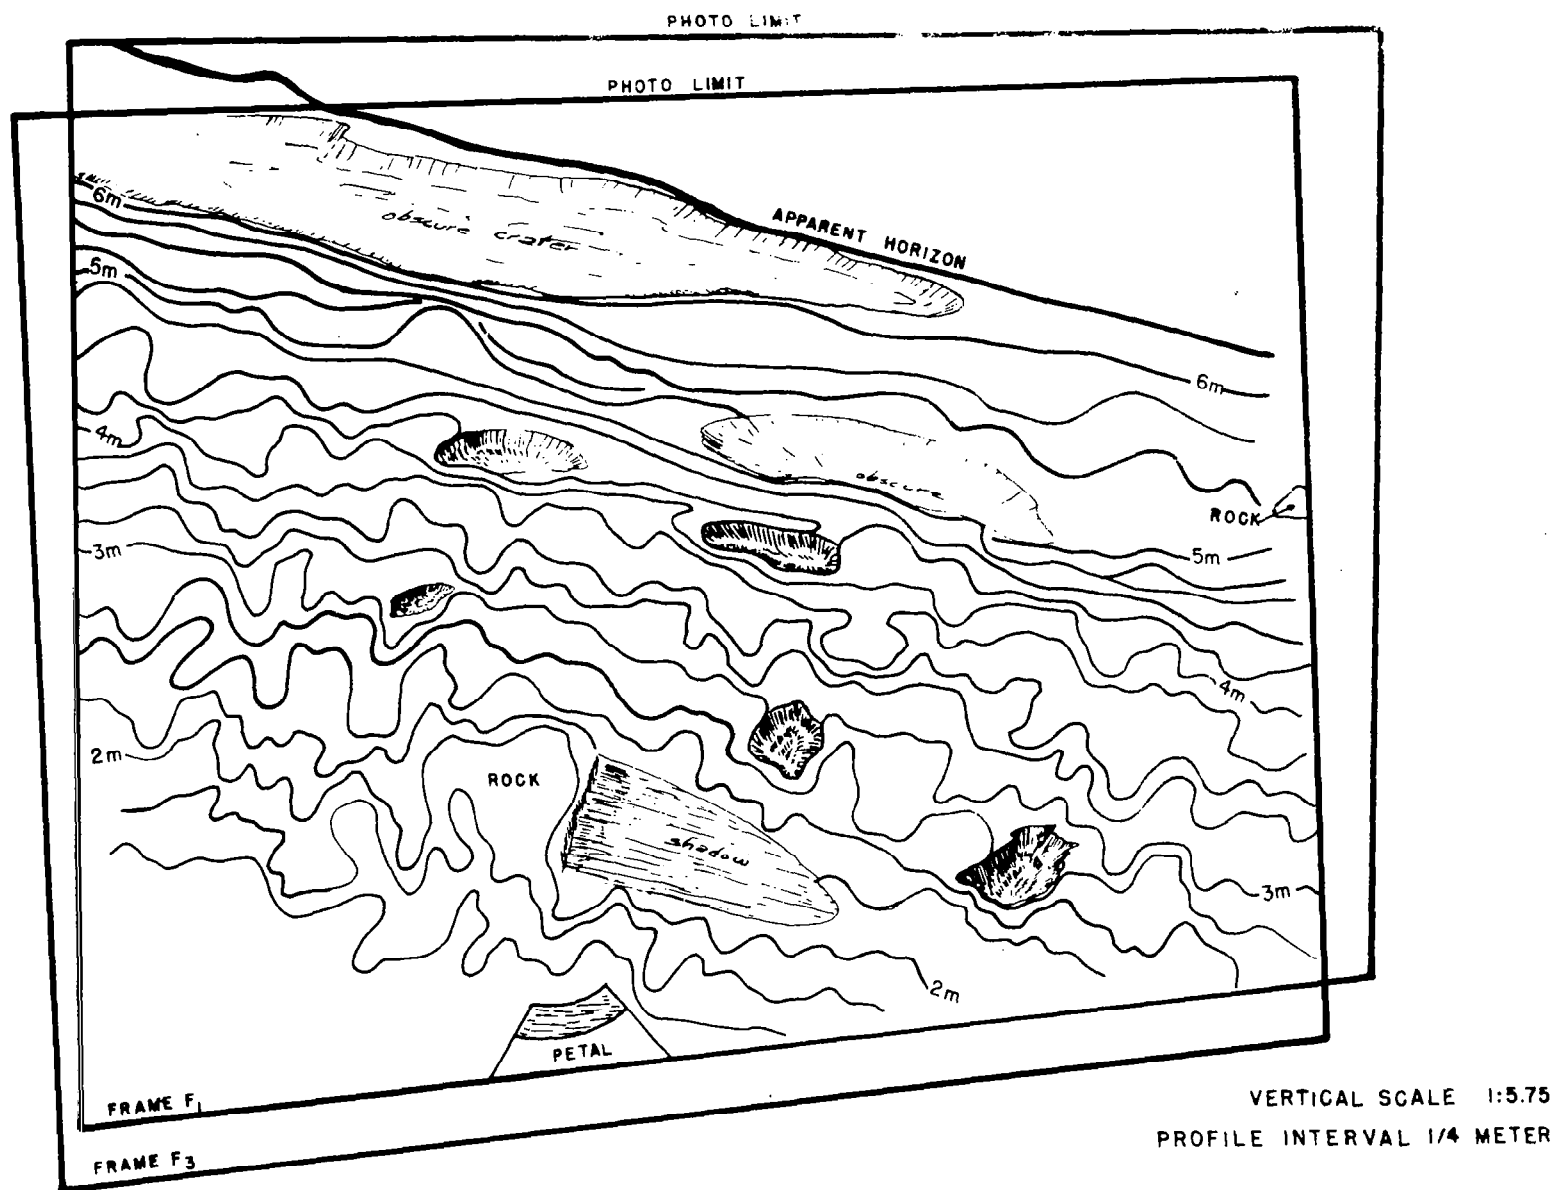 PHOTO LIMIT
PHOTO LIMIT
6m
obscure crater
APPARENT HORIZON
5m
6m
4m
obscure
ROCK
5m
3m
4m
2m
ROCK
shadow
3m
2m
PETAL
FRAME F1
FRAME F3
VERTICAL SCALE 1:5.75
PROFILE INTERVAL 1/4 METER